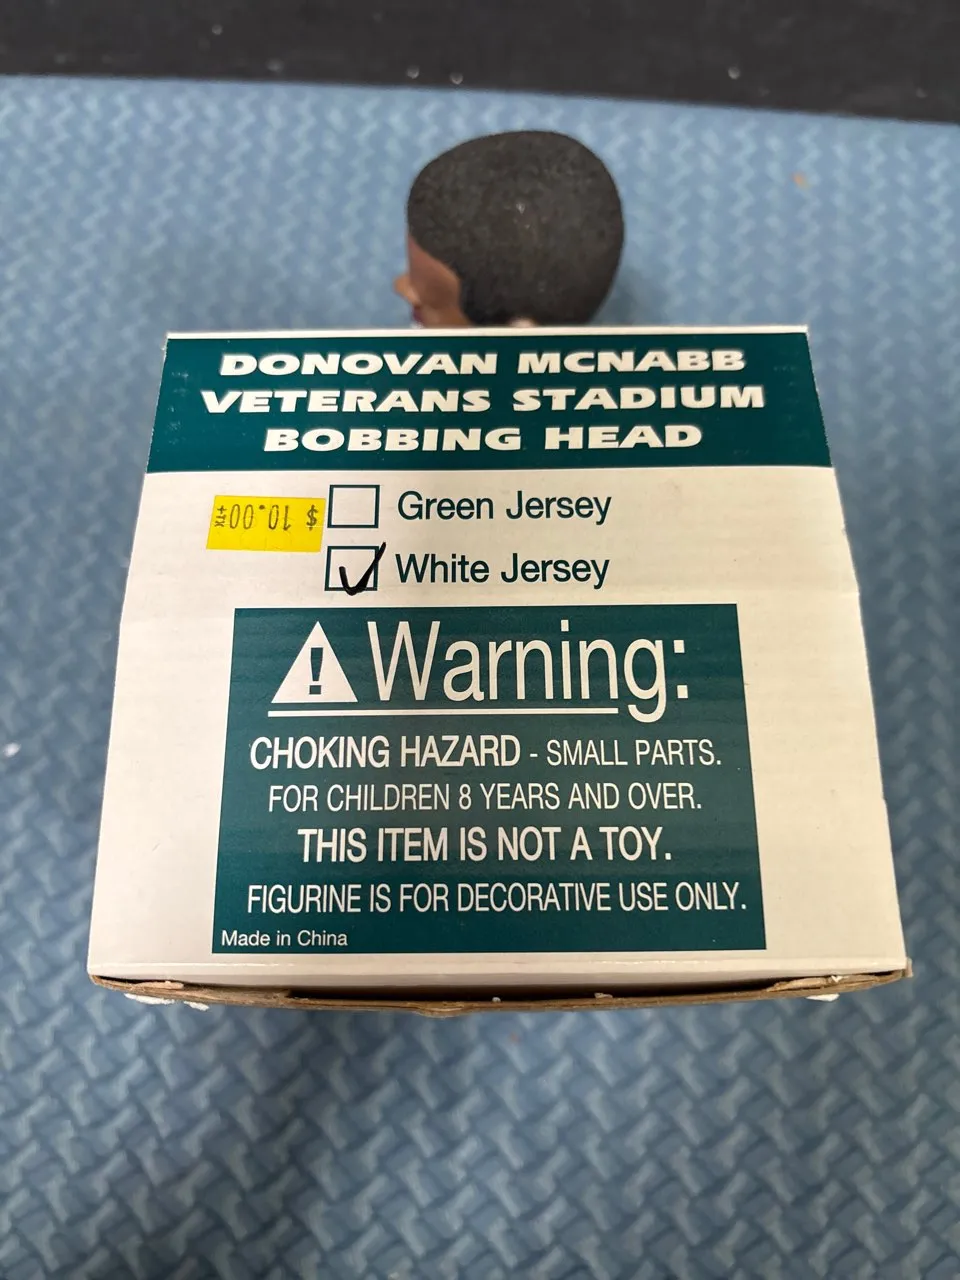 DONOVAN MCNABB
VETERANS STADIUM
BOBBING HEAD
Green Jersey
$ 10.00
+TX
White Jersey
Warning:
CHOKING HAZARD - SMALL PARTS.
FOR CHILDREN 8 YEARS AND OVER.
THIS ITEM IS NOT A TOY.
FIGURINE IS FOR DECORATIVE USE ONLY.
Made in China